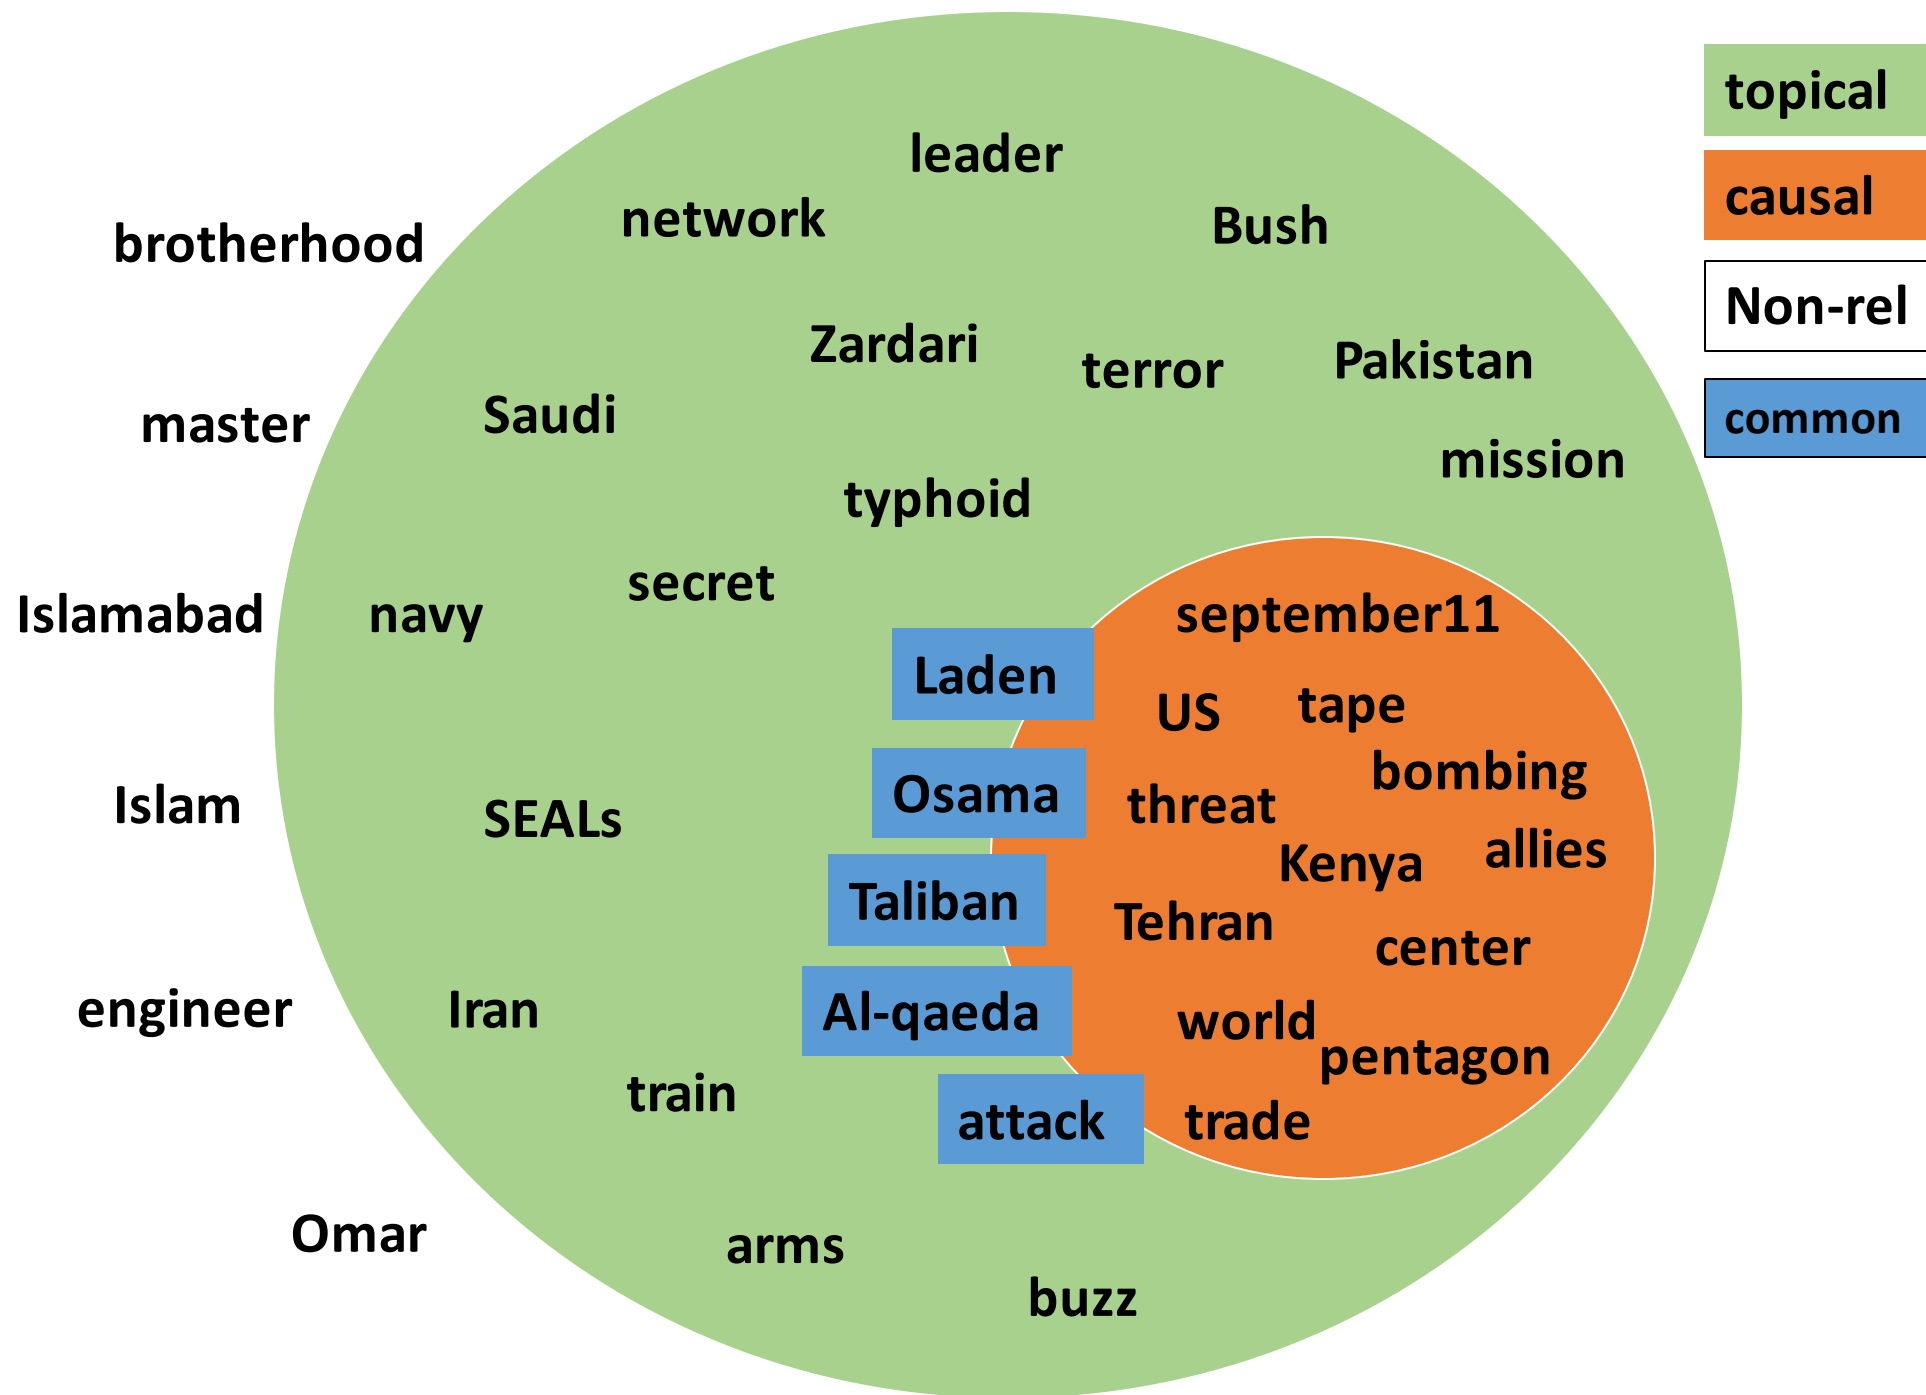 leader
network
Bush
brotherhood
Zardari
terror
Pakistan
Saudi
master
mission
typhoid
secret
Islamabad
navy
september11
Laden
US
tape
bombing
Osama
threat
Islam
SEALs
Kenya
allies
Taliban
Tehran
center
engineer
Iran
Al-qaeda
world
pentagon
train
attack
trade
Omar
arms
buzz
topical
causal
Non-rel
common